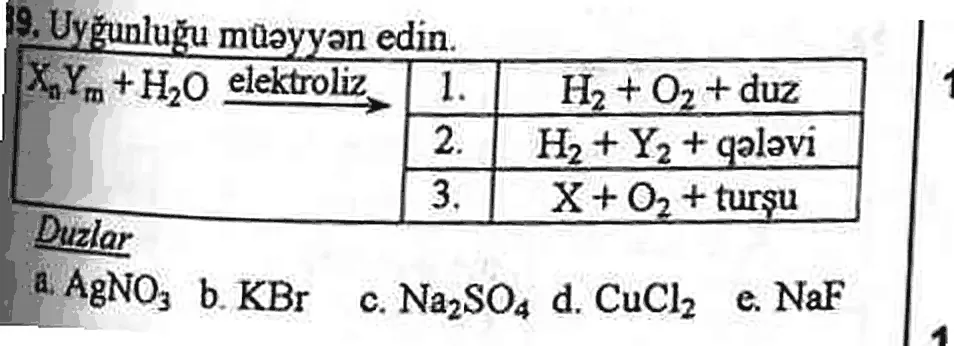 19. Uyğunluğu müəyyən edin.
XₙYₘ + H₂O elektroliz → 1. H₂ + O₂ + duz
2. H₂ + Y₂ + qələvi
3. X + O₂ + turşu
Duzlar
a. AgNO₃ b. KBr c. Na₂SO₄ d. CuCl₂ e. NaF